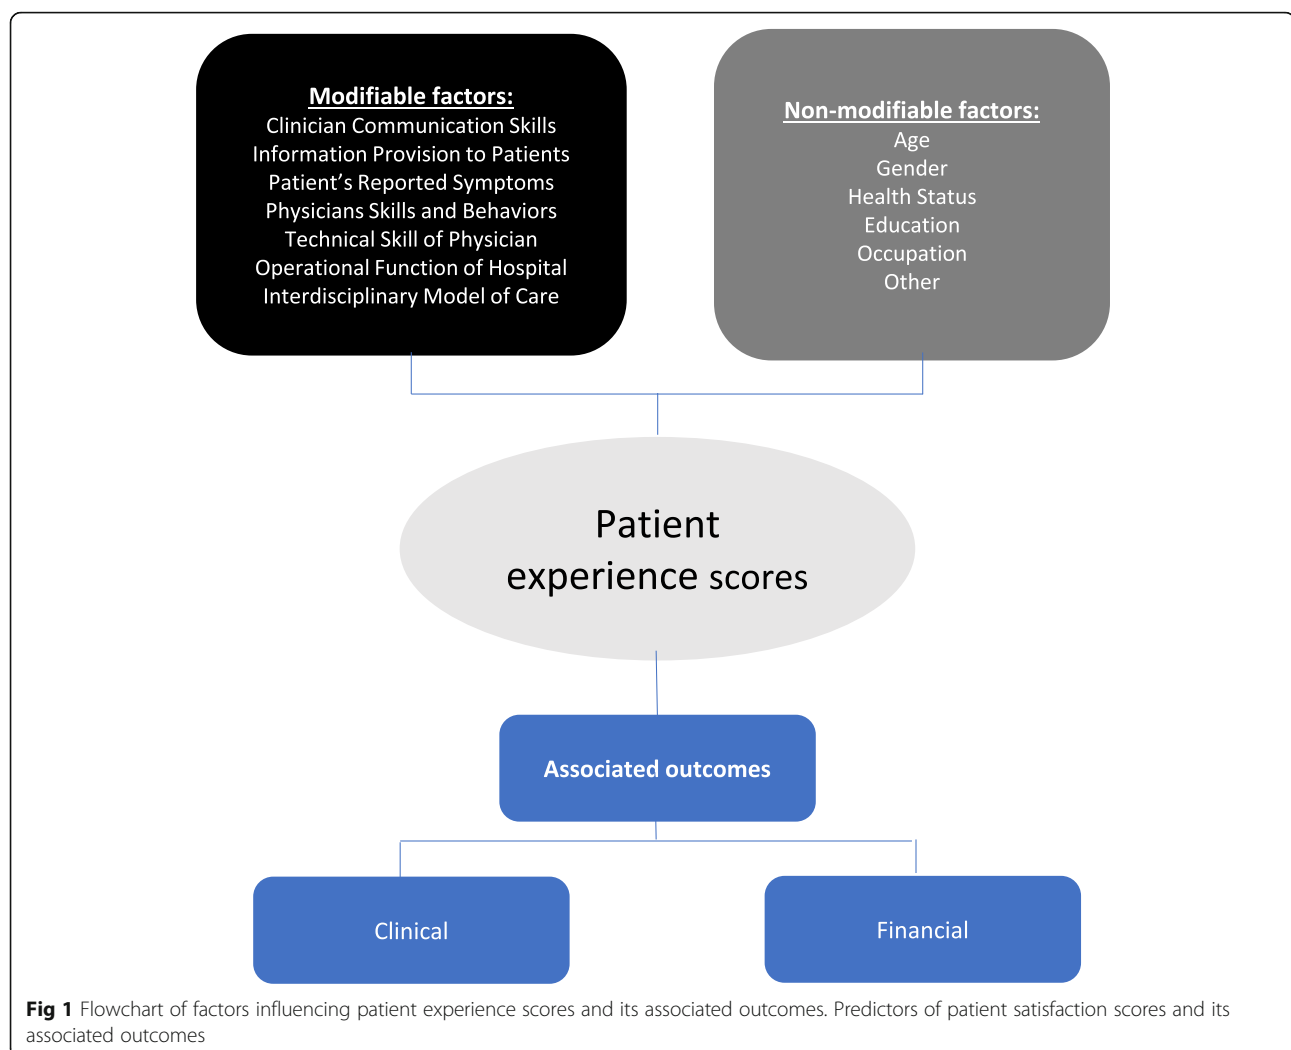 Modifiable factors:
Clinician Communication Skills
Information Provision to Patients
Patient’s Reported Symptoms
Physicians Skills and Behaviors
Technical Skill of Physician
Operational Function of Hospital
Interdisciplinary Model of Care
Non-modifiable factors:
Age
Gender
Health Status
Education
Occupation
Other
Patient
experience scores
Associated outcomes
Clinical
Financial
Fig 1 Flowchart of factors influencing patient experience scores and its associated outcomes. Predictors of patient satisfaction scores and its
associated outcomes